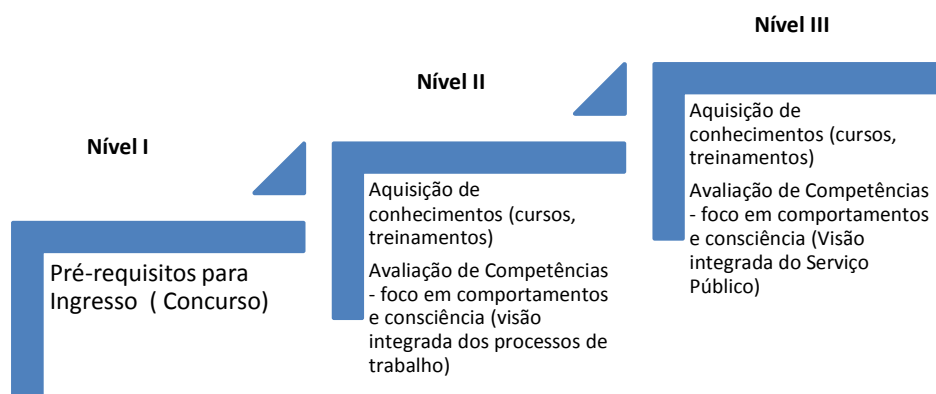 Nível I
Pré-requisitos para
Ingresso ( Concurso)
Nível II
Aquisição de
conhecimentos (cursos,
treinamentos)
Avaliação de Competências
- foco em comportamentos
e consciência (visão
integrada dos processos de
trabalho)
Nível III
Aquisição de
conhecimentos (cursos,
treinamentos)
Avaliação de Competências
- foco em comportamentos
e consciência (Visão
integrada do Serviço
Público)